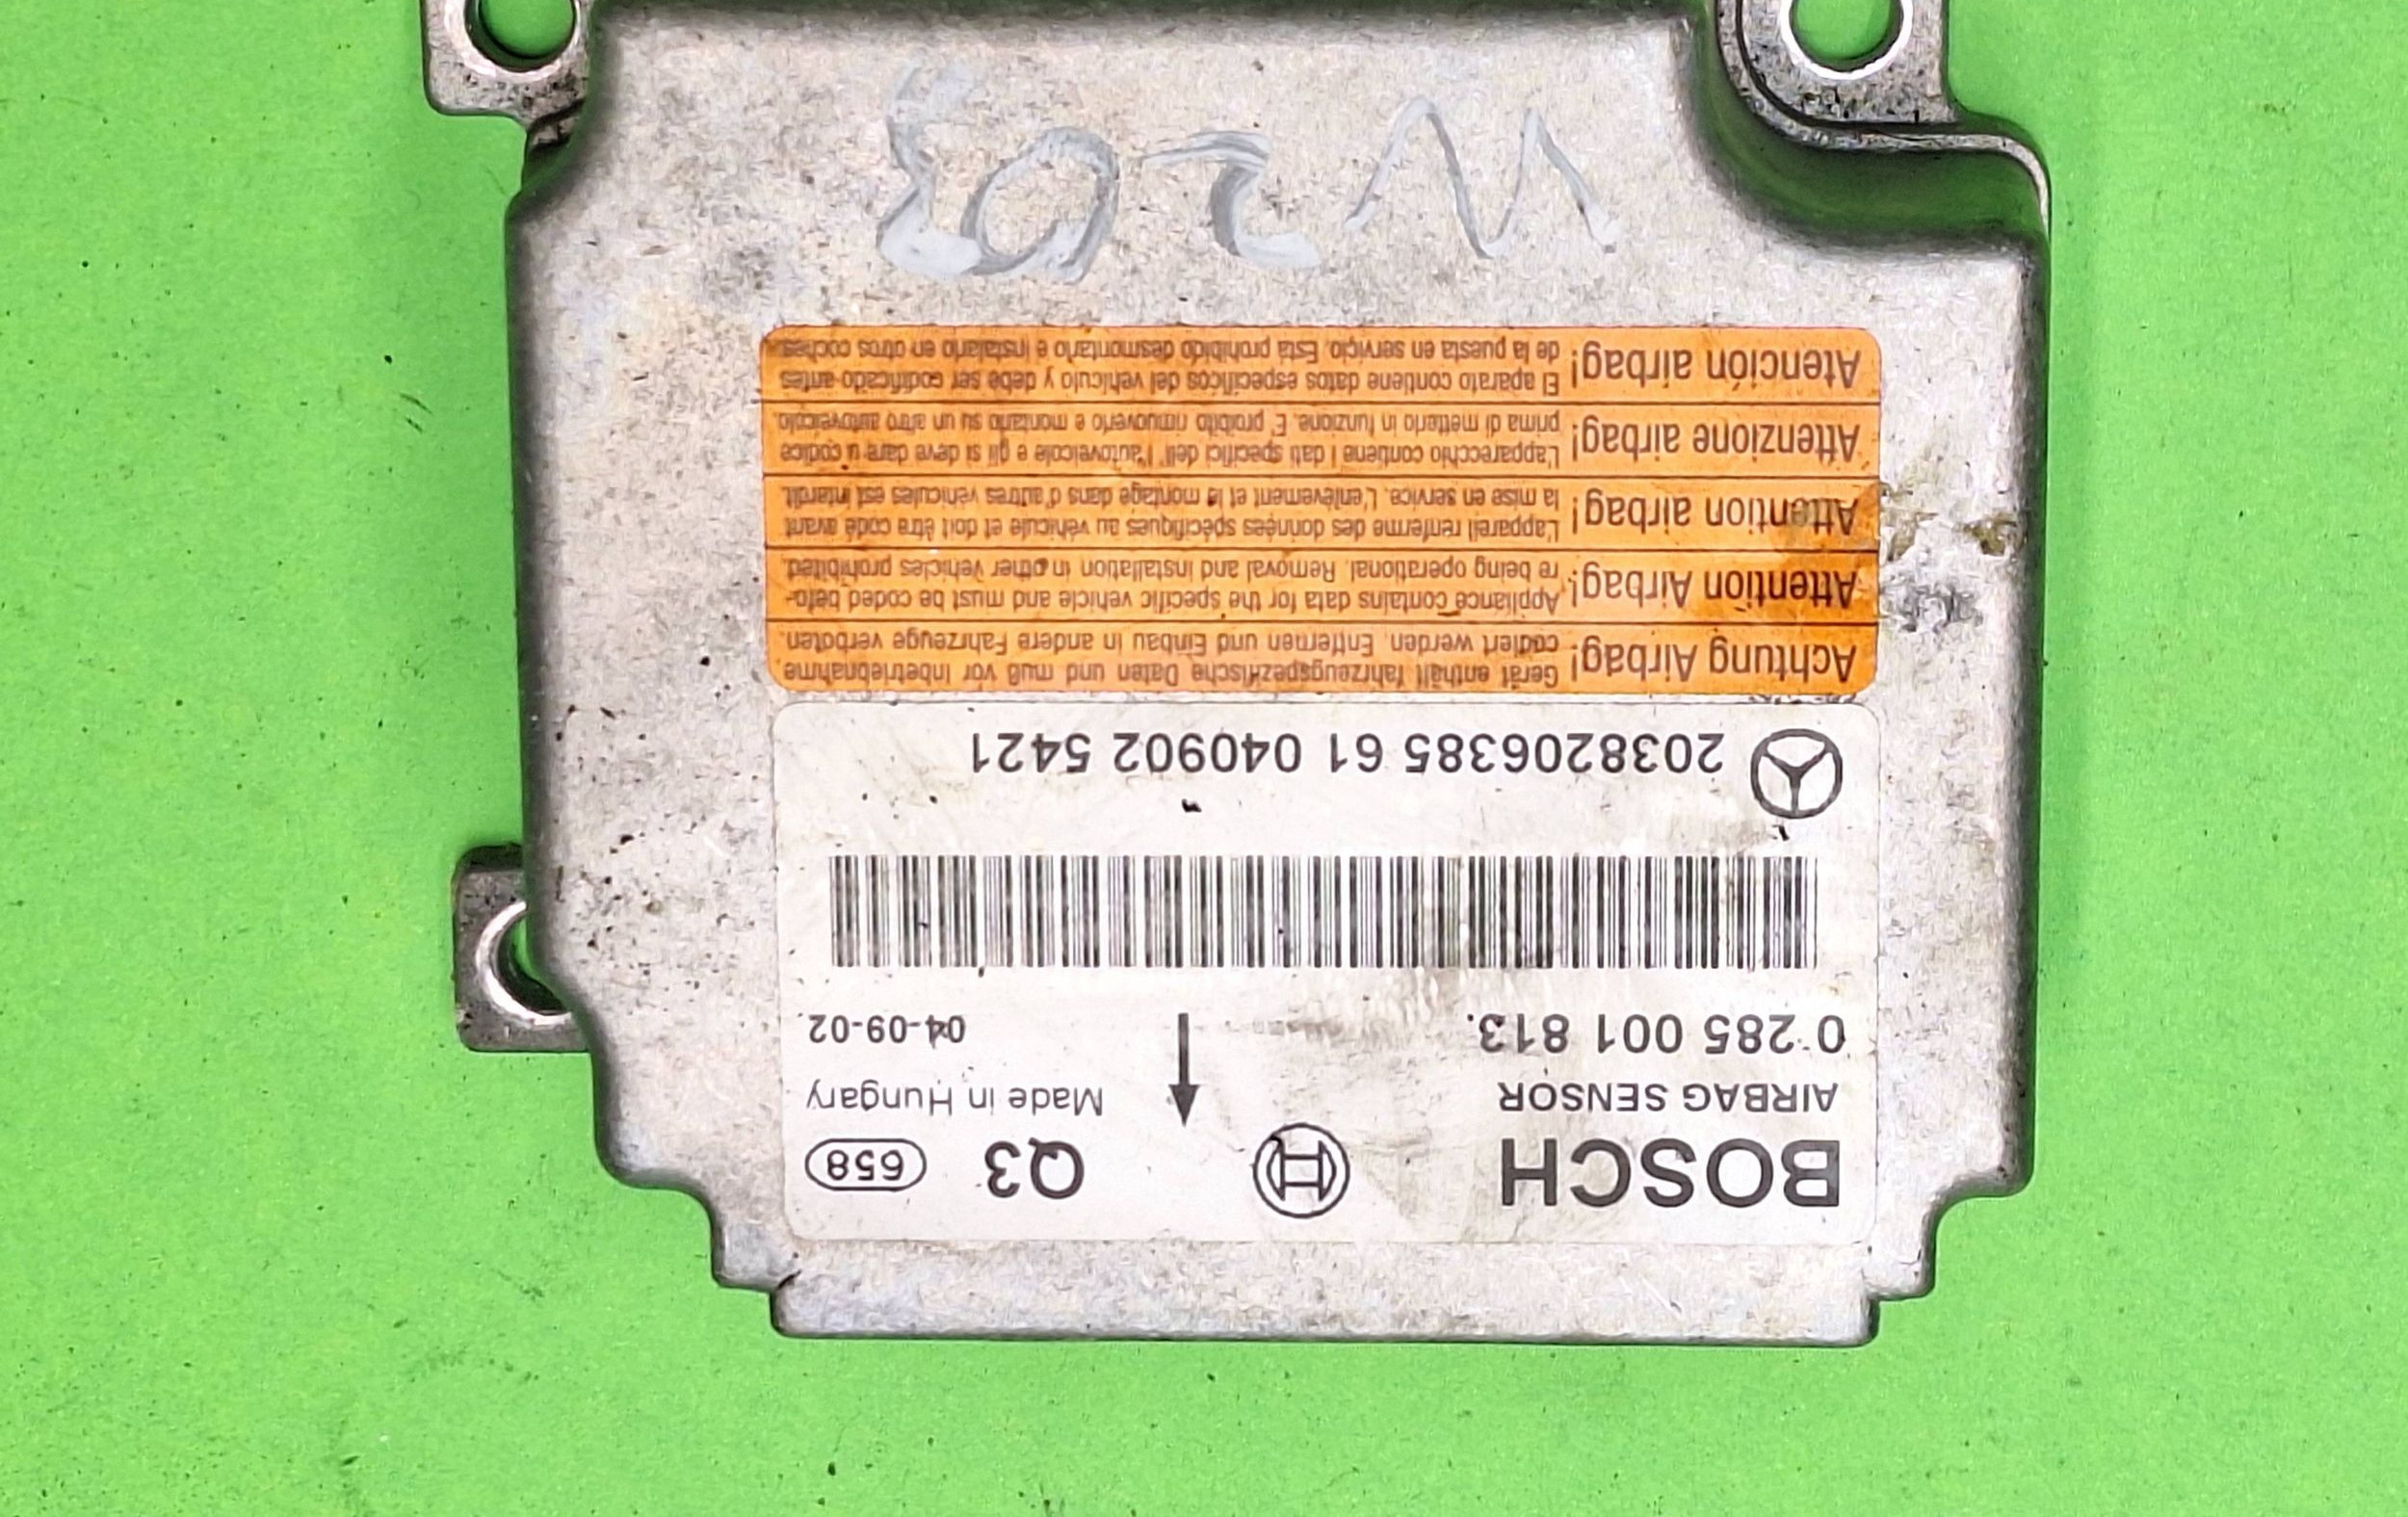 BOSCH Q3 658
AIRBAG SENSOR Made in Hungary
0 285 001 813 04-09-02
2038206385 61 040902 5421
Achtung Airbag! Gerät enthält fahrzeugspezifische Daten und muß vor Inbetriebnahme
codiert werden. Entfernen und Einbau in andere Fahrzeuge verboten.
Attention Airbag! Appliance contains data for the specific vehicle and must be coded befo-
re being operational. Removal and installation in other vehicles prohibited.
Attention airbag! L'appareil renferme des données spécifiques au véhicule et doit être codé avant
la mise en service. L'enlèvement et le montage dans d'autres véhicules est interdit.
Attenzione airbag! L'apparecchio contiene i dati specifici dell' l'autoveicole e gli si deve dare u codice
prima di metterlo in funzione. E' proibito rimuoverlo e montarlo su un altro autoveicolo.
Atención airbag! El aparato contiene datos específicos del vehículo y debe ser codificado antes
de la puesta en servicio. Está prohibido desmontarlo e instalarlo en otros coches.
W203